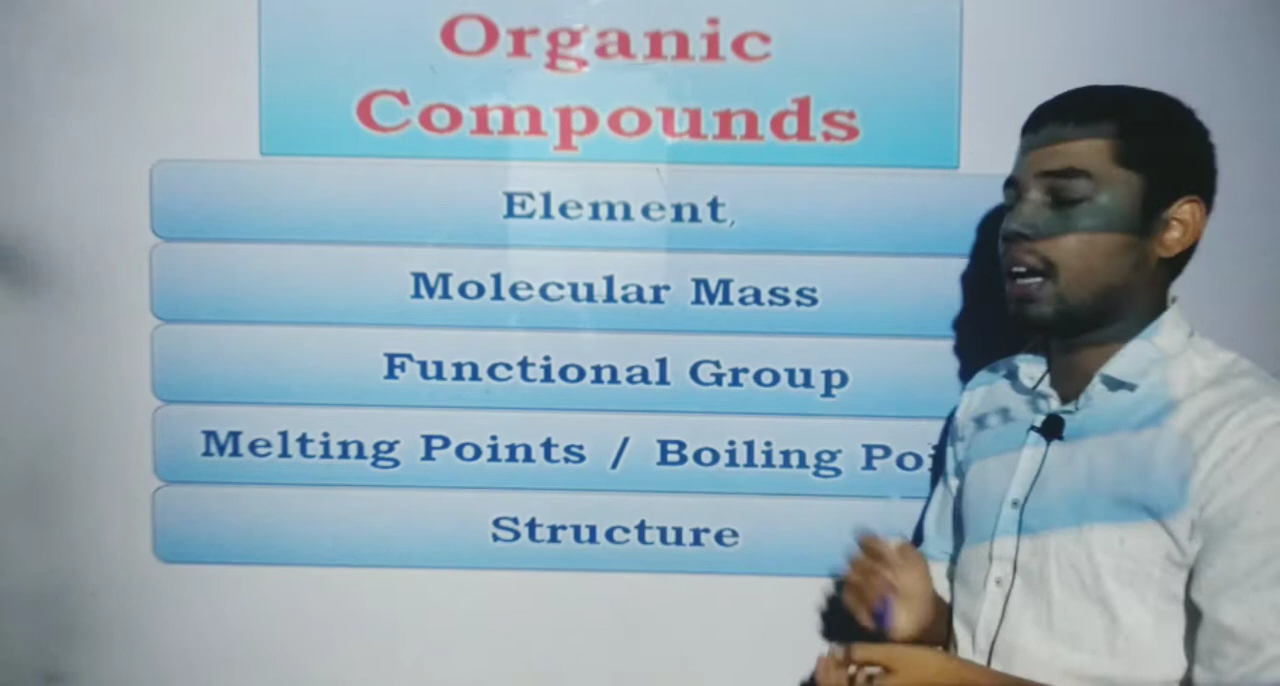 Organic
Compounds
Element,
Molecular Mass
Functional Group
Melting Points / Boiling
Structure